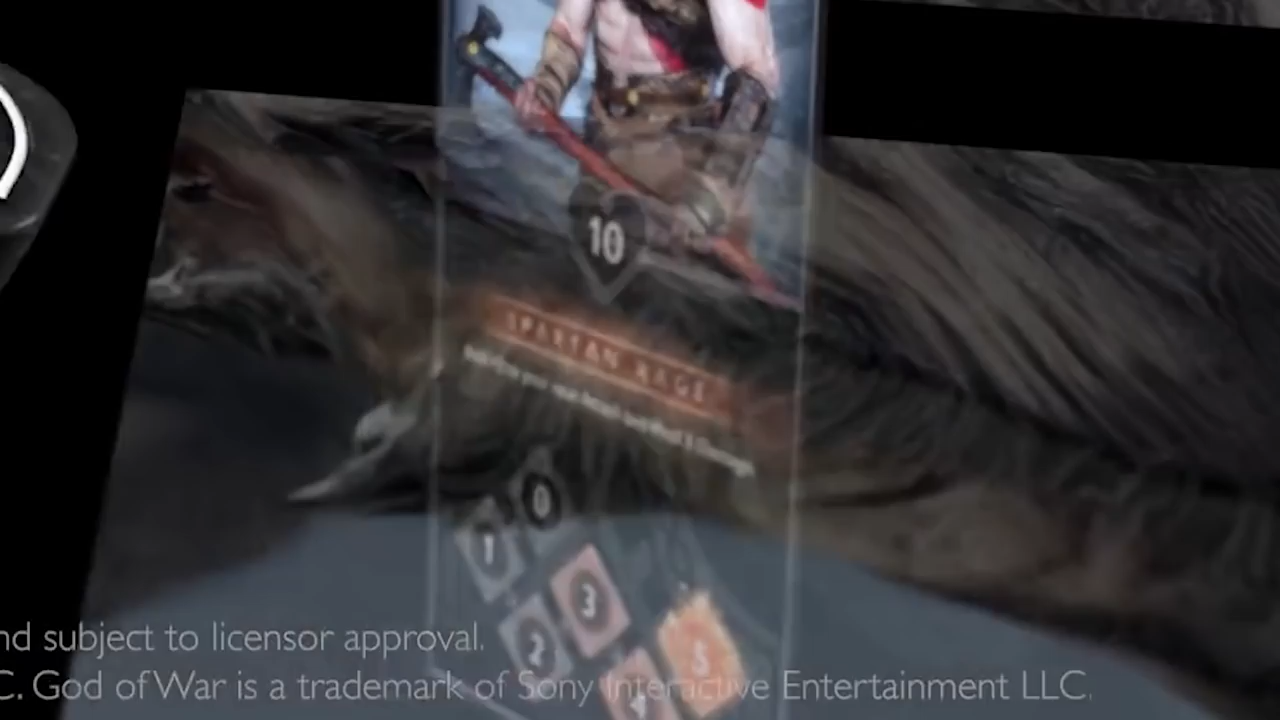 10
SPARTAN RAGE
0
1
3
2
5
4
nd subject to licensor approval.
C. God of War is a trademark of Sony Interactive Entertainment LLC.